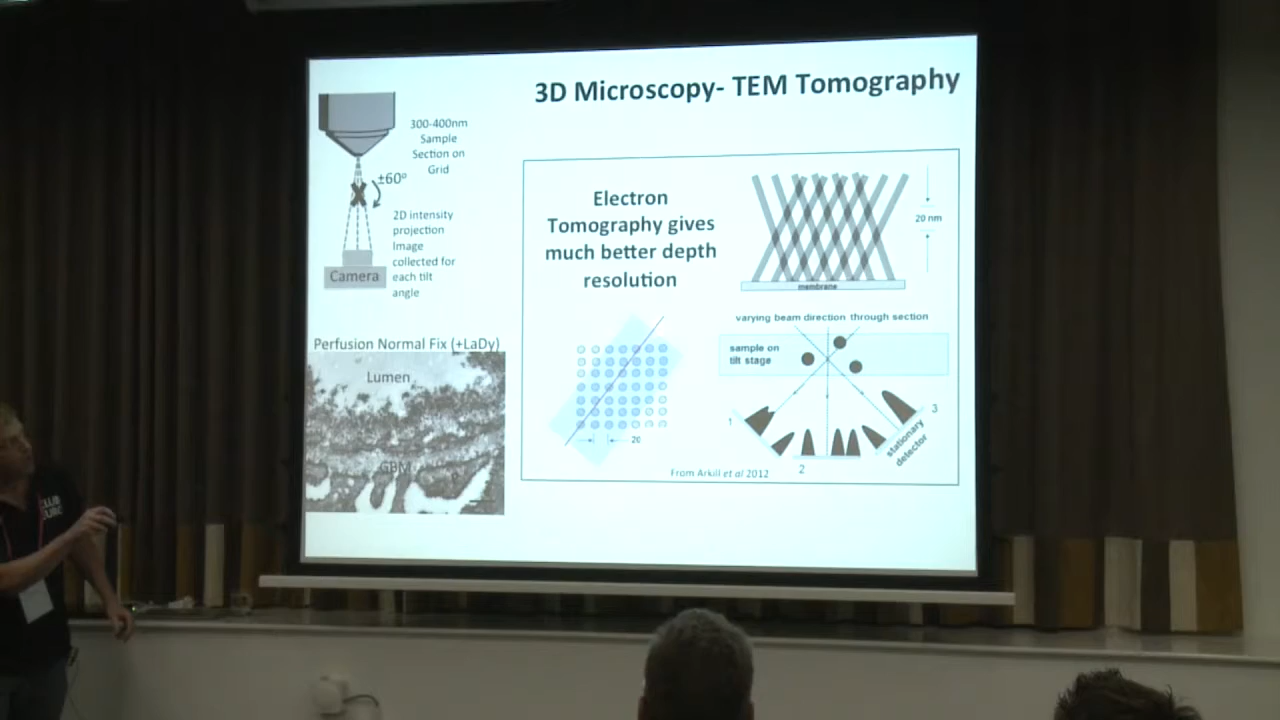 3D Microscopy- TEM Tomography
300-400nm
Sample
Section on
Grid
±60°
2D intensity
projection
Image
collected for
each tilt
angle
Camera
Perfusion Normal Fix (+LaDy)
Lumen
GBM
Electron
Tomography gives
much better depth
resolution
20 nm
membrane
varying beam direction through section
sample on
tilt stage
1
2
3
stationary
detector
20
From Arkill et al 2012